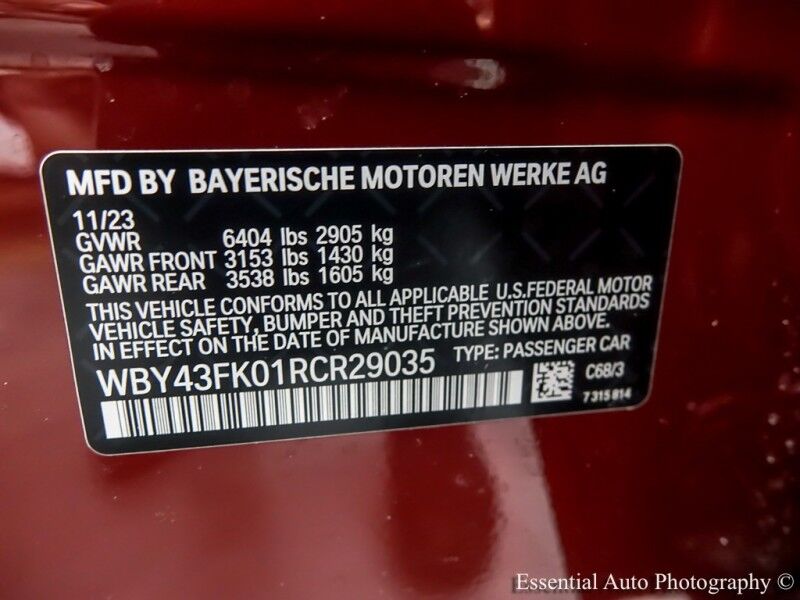 MFD BY BAYERISCHE MOTOREN WERKE AG
11/23
GVWR 6404 lbs 2905 kg
GAWR FRONT 3153 lbs 1430 kg
GAWR REAR 3538 lbs 1605 kg
THIS VEHICLE CONFORMS TO ALL APPLICABLE U.S.FEDERAL MOTOR
VEHICLE SAFETY, BUMPER AND THEFT PREVENTION STANDARDS
IN EFFECT ON THE DATE OF MANUFACTURE SHOWN ABOVE.
WBY43FK01RCR29035 TYPE: PASSENGER CAR
C68/3
7315814
Essential Auto Photography ©